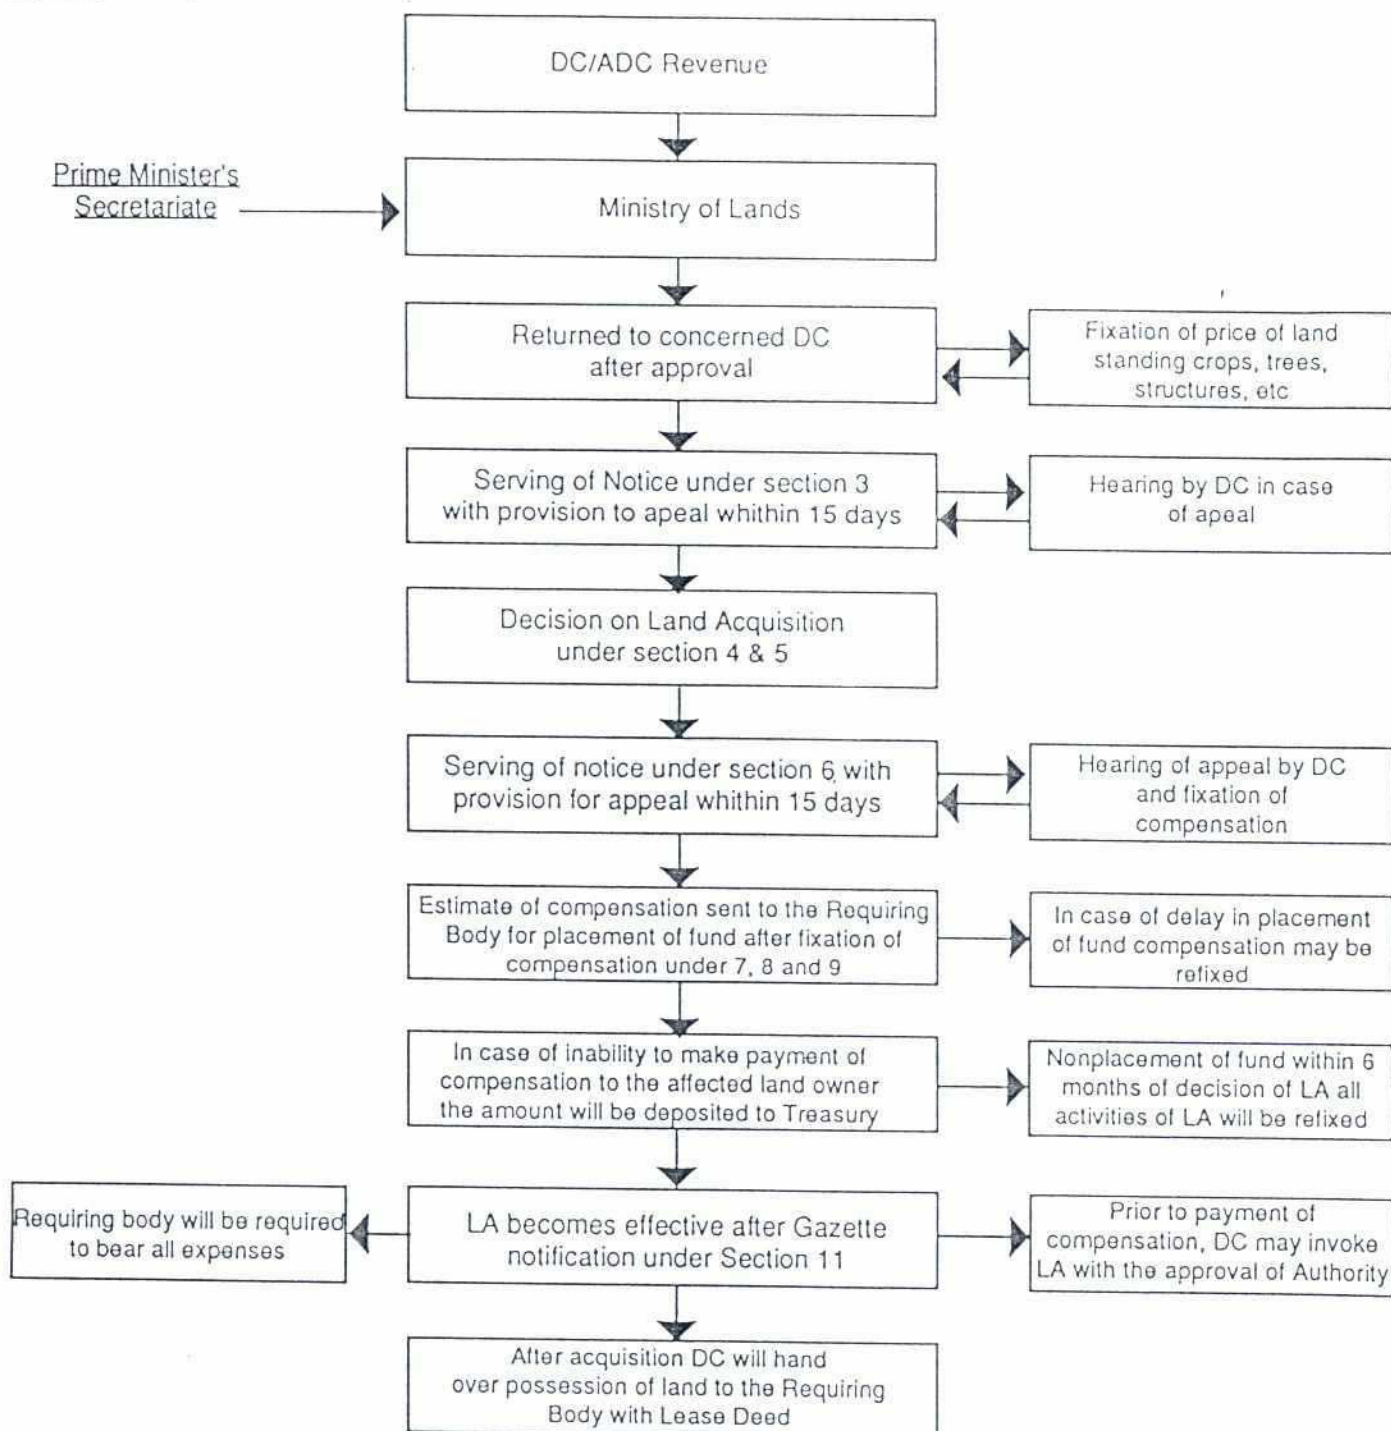 DC/ADC Revenue
Prime Minister's
Secretariate
Ministry of Lands
Returned to concerned DC
after approval
Fixation of price of land
standing crops, trees,
structures, etc
Serving of Notice under section 3
with provision to apeal whithin 15 days
Hearing by DC in case
of apeal
Decision on Land Acquisition
under section 4 & 5
Serving of notice under section 6, with
provision for appeal whithin 15 days
Hearing of appeal by DC
and fixation of
compensation
Estimate of compensation sent to the Requiring
Body for placement of fund after fixation of
compensation under 7, 8 and 9
In case of delay in placement
of fund compensation may be
refixed
In case of inability to make payment of
compensation to the affected land owner
the amount will be deposited to Treasury
Nonplacement of fund within 6
months of decision of LA all
activities of LA will be refixed
Requiring body will be required
to bear all expenses
LA becomes effective after Gazette
notification under Section 11
Prior to payment of
compensation, DC may invoke
LA with the approval of Authority
After acquisition DC will hand
over possession of land to the Requiring
Body with Lease Deed